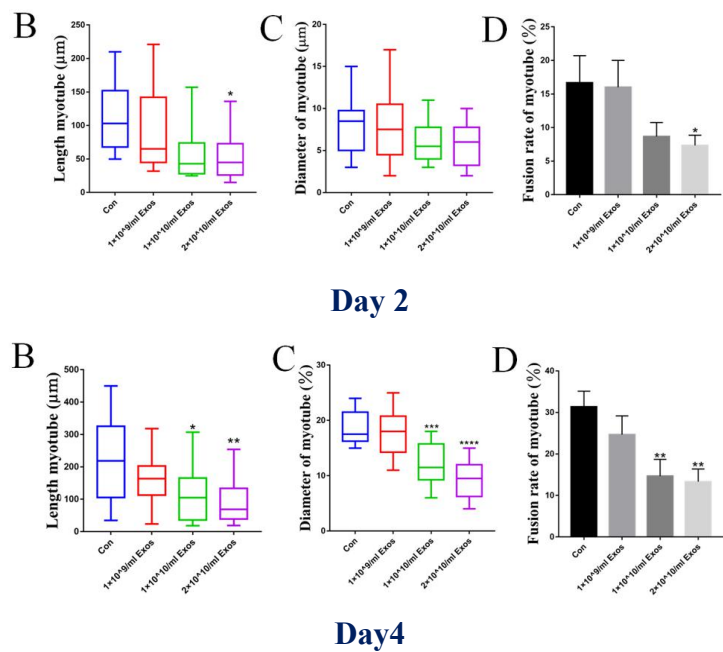 B
C
D
Length myotube (μm)
250
200
150
100
50
0
*
Con
1×10^9/ml Exos
1×10^10/ml Exos
2×10^10/ml Exos
Diameter of myotube (μm)
20
15
10
5
0
Con
1×10^9/ml Exos
1×10^10/ml Exos
2×10^10/ml Exos
Fusion rate of myotube (%)
25
20
15
10
5
0
*
Con
1×10^9/ml Exos
1×10^10/ml Exos
2×10^10/ml Exos
Day 2
B
C
D
Length myotube (μm)
500
400
300
200
100
0
*
**
Con
1×10^9/ml Exos
1×10^10/ml Exos
2×10^10/ml Exos
Diameter of myotube (%)
30
20
10
0
***
****
Con
1×10^9/ml Exos
1×10^10/ml Exos
2×10^10/ml Exos
Fusion rate of myotube (%)
40
30
20
10
0
**
**
Con
1×10^9/ml Exos
1×10^10/ml Exos
2×10^10/ml Exos
Day4